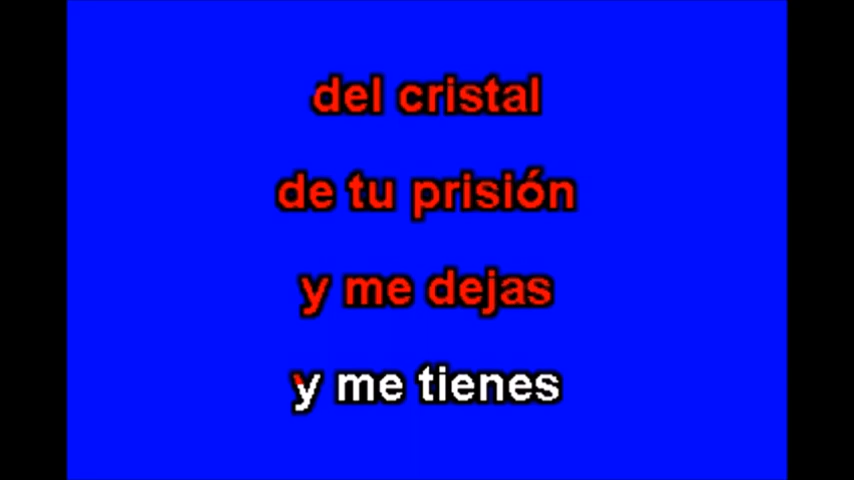 del cristal
de tu prisión
y me dejas
y me tienes